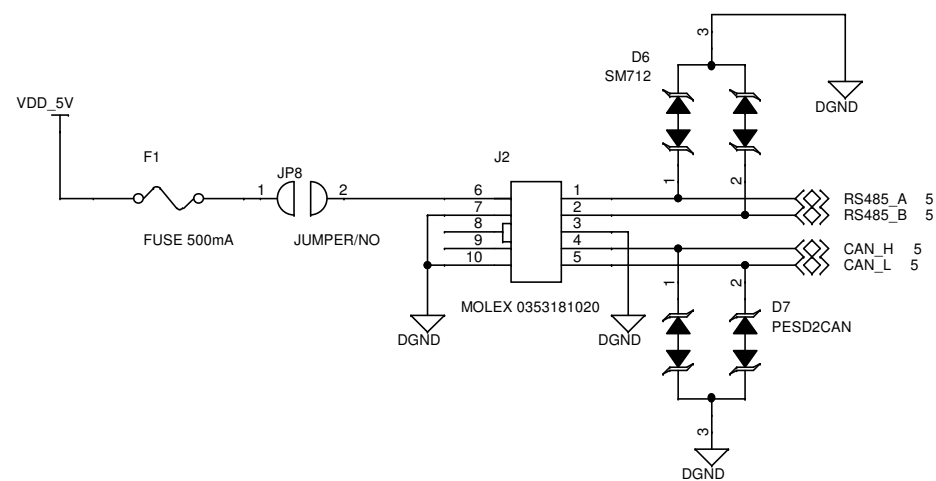 3
D6
SM712
DGND
VDD_5V
F1
JP8
J2
1
2
6
7
8
9
10
1
2
3
4
5
1
2
RS485_A 5
RS485_B 5
CAN_H 5
CAN_L 5
FUSE 500mA
JUMPER/NO
MOLEX 0353181020
DGND
DGND
1
2
D7
PESD2CAN
3
DGND